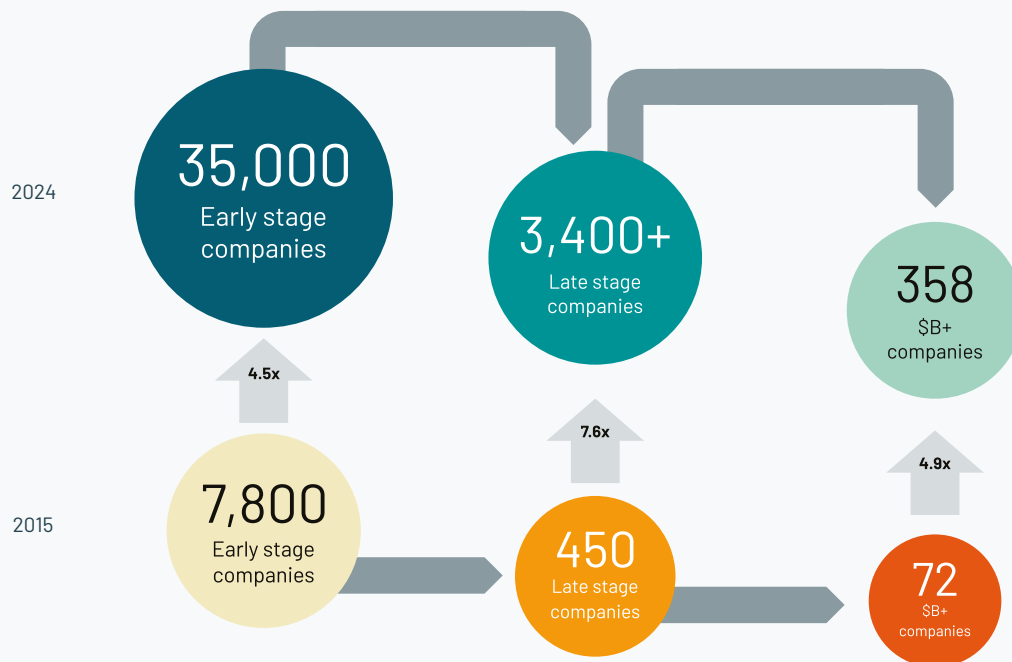 2024
35,000
Early stage
companies
3,400+
Late stage
companies
358
$B+
companies
4.5x
7.6x
4.9x
2015
7,800
Early stage
companies
450
Late stage
companies
72
$B+
companies